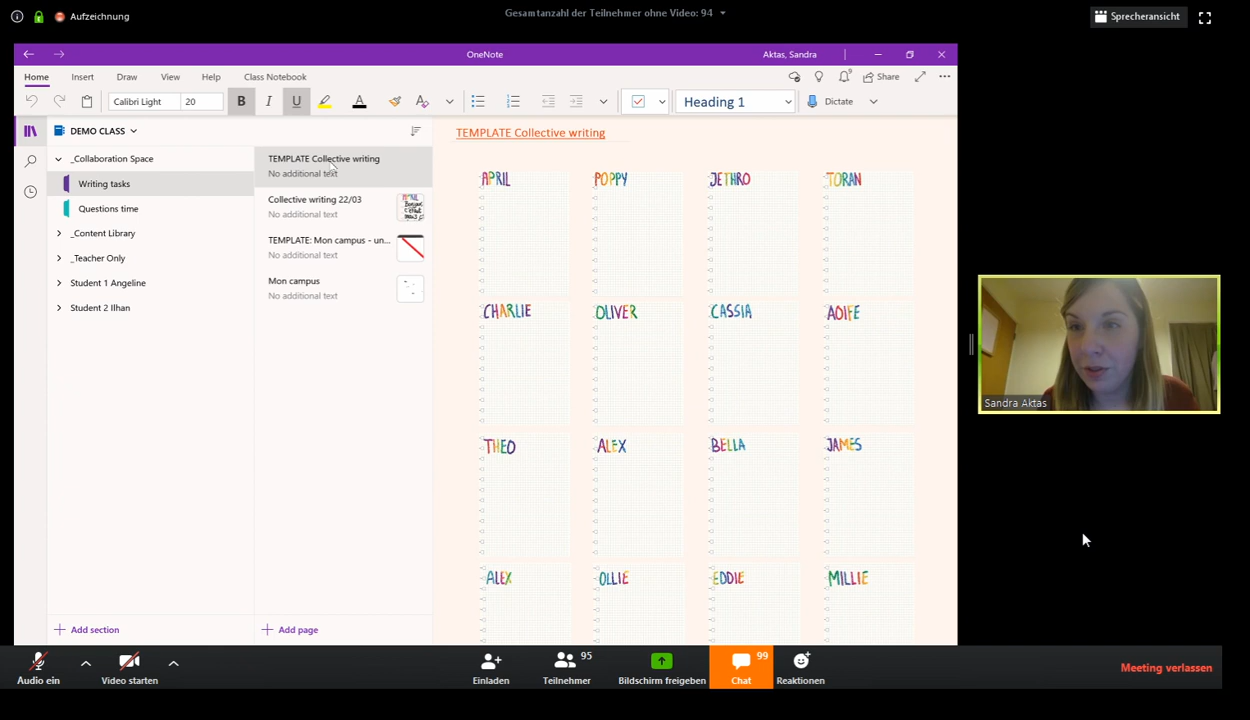 Aufzeichnung
Gesamtanzahl der Teilnehmer ohne Video: 94
Sprecheransicht
OneNote
Aktas, Sandra
Home
Insert
Draw
View
Help
Class Notebook
Share
Calibri Light
20
B
I
U
A
A
Heading 1
Dictate
DEMO CLASS
TEMPLATE Collective writing
_Collaboration Space
Writing tasks
Questions time
_Content Library
_Teacher Only
Student 1 Angeline
Student 2 Ilhan
TEMPLATE Collective writing
No additional text
Collective writing 22/03
No additional text
TEMPLATE: Mon campus - un...
No additional text
Mon campus
No additional text
APRIL
POPPY
JETHRO
TORAN
CHARLIE
OLIVER
CASSIA
AOIFE
THEO
ALEX
BELLA
JAMES
ALEX
OLLIE
EDDIE
MILLIE
Add section
Add page
Sandra Aktas
Audio ein
Video starten
Einladen
95
Teilnehmer
Bildschirm freigeben
99
Chat
Reaktionen
Meeting verlassen